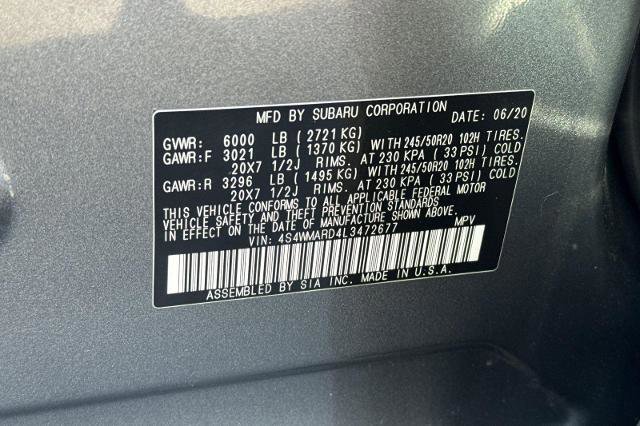 MFD BY SUBARU CORPORATION DATE: 06/20
GVWR: 6000 LB (2721 KG)
GAWR:F 3021 LB (1370 KG) WITH 245/50R20 102H TIRES.
20X7 1/2J RIMS. AT 230 KPA (33 PSI) COLD
GAWR:R 3296 LB (1495 KG) WITH 245/50R20 102H TIRES.
20X7 1/2J RIMS. AT 230 KPA (33 PSI) COLD
THIS VEHICLE CONFORMS TO ALL APPLICABLE FEDERAL MOTOR
VEHICLE SAFETY AND THEFT PREVENTION STANDARDS
IN EFFECT ON THE DATE OF MANUFACTURE SHOWN ABOVE.
VIN: 4S4WMARD4L3472677 MPV
ASSEMBLED BY SIA INC. MADE IN U.S.A.